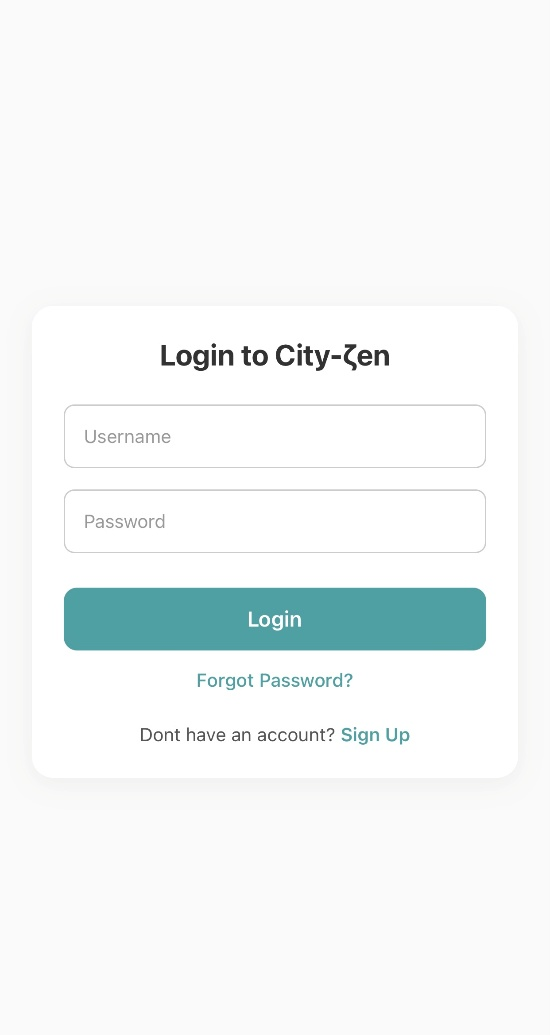 Login to City-ζen
Username
Password
Login
Forgot Password?
Dont have an account? Sign Up